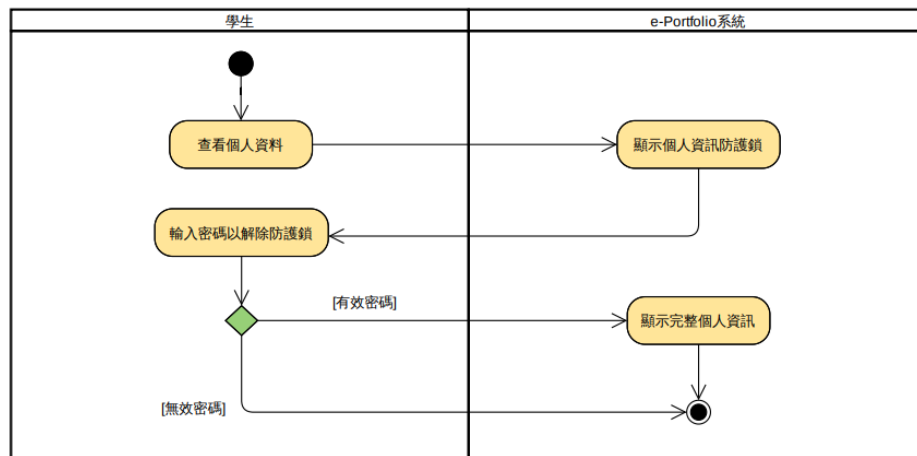 學生
e-Portfolio系統
查看個人資料
顯示個人資訊防護鎖
輸入密碼以解除防護鎖
[有效密碼]
顯示完整個人資訊
[無效密碼]